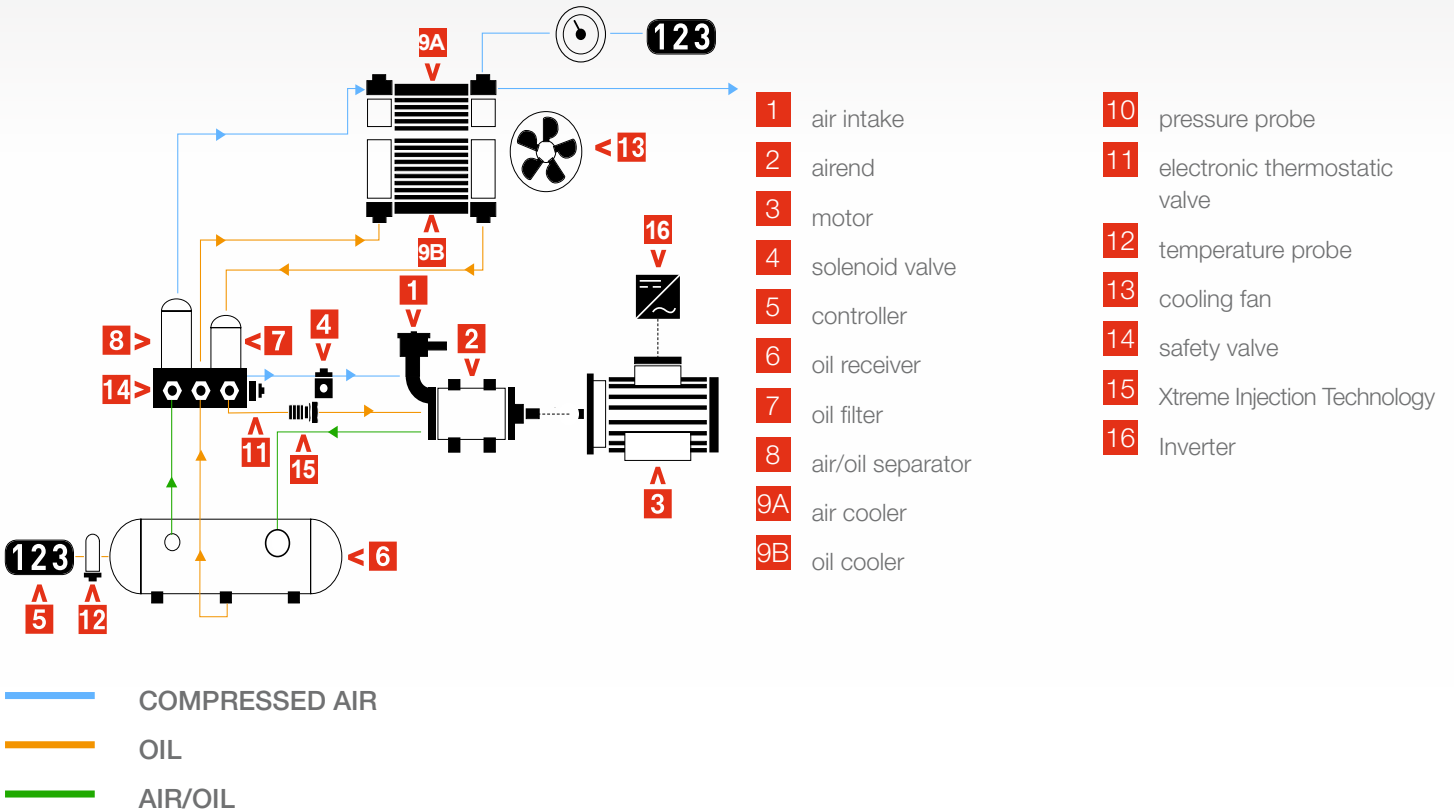 9A
123
13
9B
16
1
8
7
4
2
14
11
15
3
123
6
5
12
1 air intake
2 airend
3 motor
4 solenoid valve
5 controller
6 oil receiver
7 oil filter
8 air/oil separator
9A air cooler
9B oil cooler
10 pressure probe
11 electronic thermostatic
valve
12 temperature probe
13 cooling fan
14 safety valve
15 Xtreme Injection Technology
16 Inverter
COMPRESSED AIR
OIL
AIR/OIL